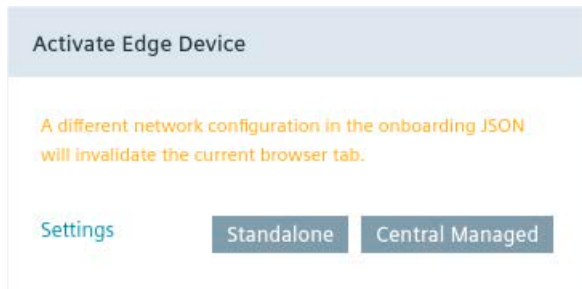 Activate Edge Device
A different network configuration in the onboarding JSON
will invalidate the current browser tab.
Settings Standalone Central Managed